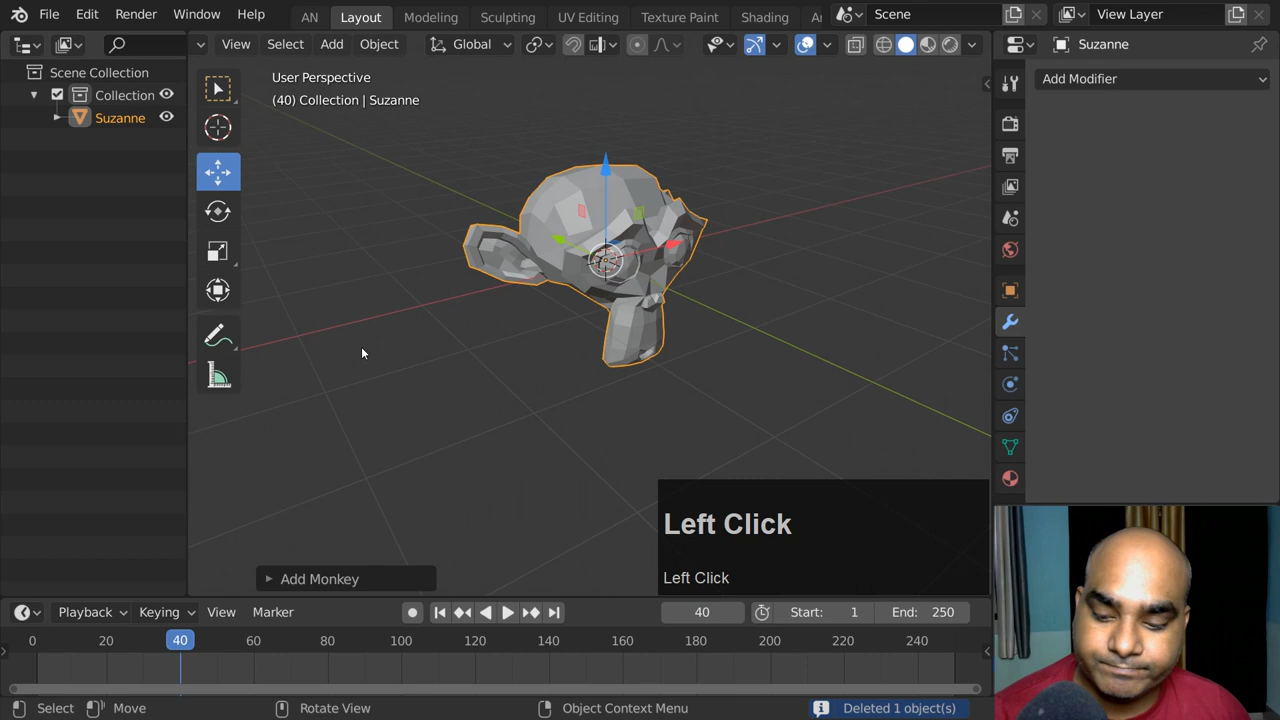 File Edit Render Window Help AN Layout Modeling Sculpting UV Editing Texture Paint Shading Ar Scene View Layer
View Select Add Object Global Suzanne
Scene Collection
Collection
Suzanne
User Perspective
(40) Collection | Suzanne
Add Modifier
Left Click
Left Click
Add Monkey
Playback Keying View Marker 40 Start: 1 End: 250
0 20 40 60 80 100 120 140 160 180 200 220 240
Select Move Rotate View Object Context Menu Deleted 1 object(s)